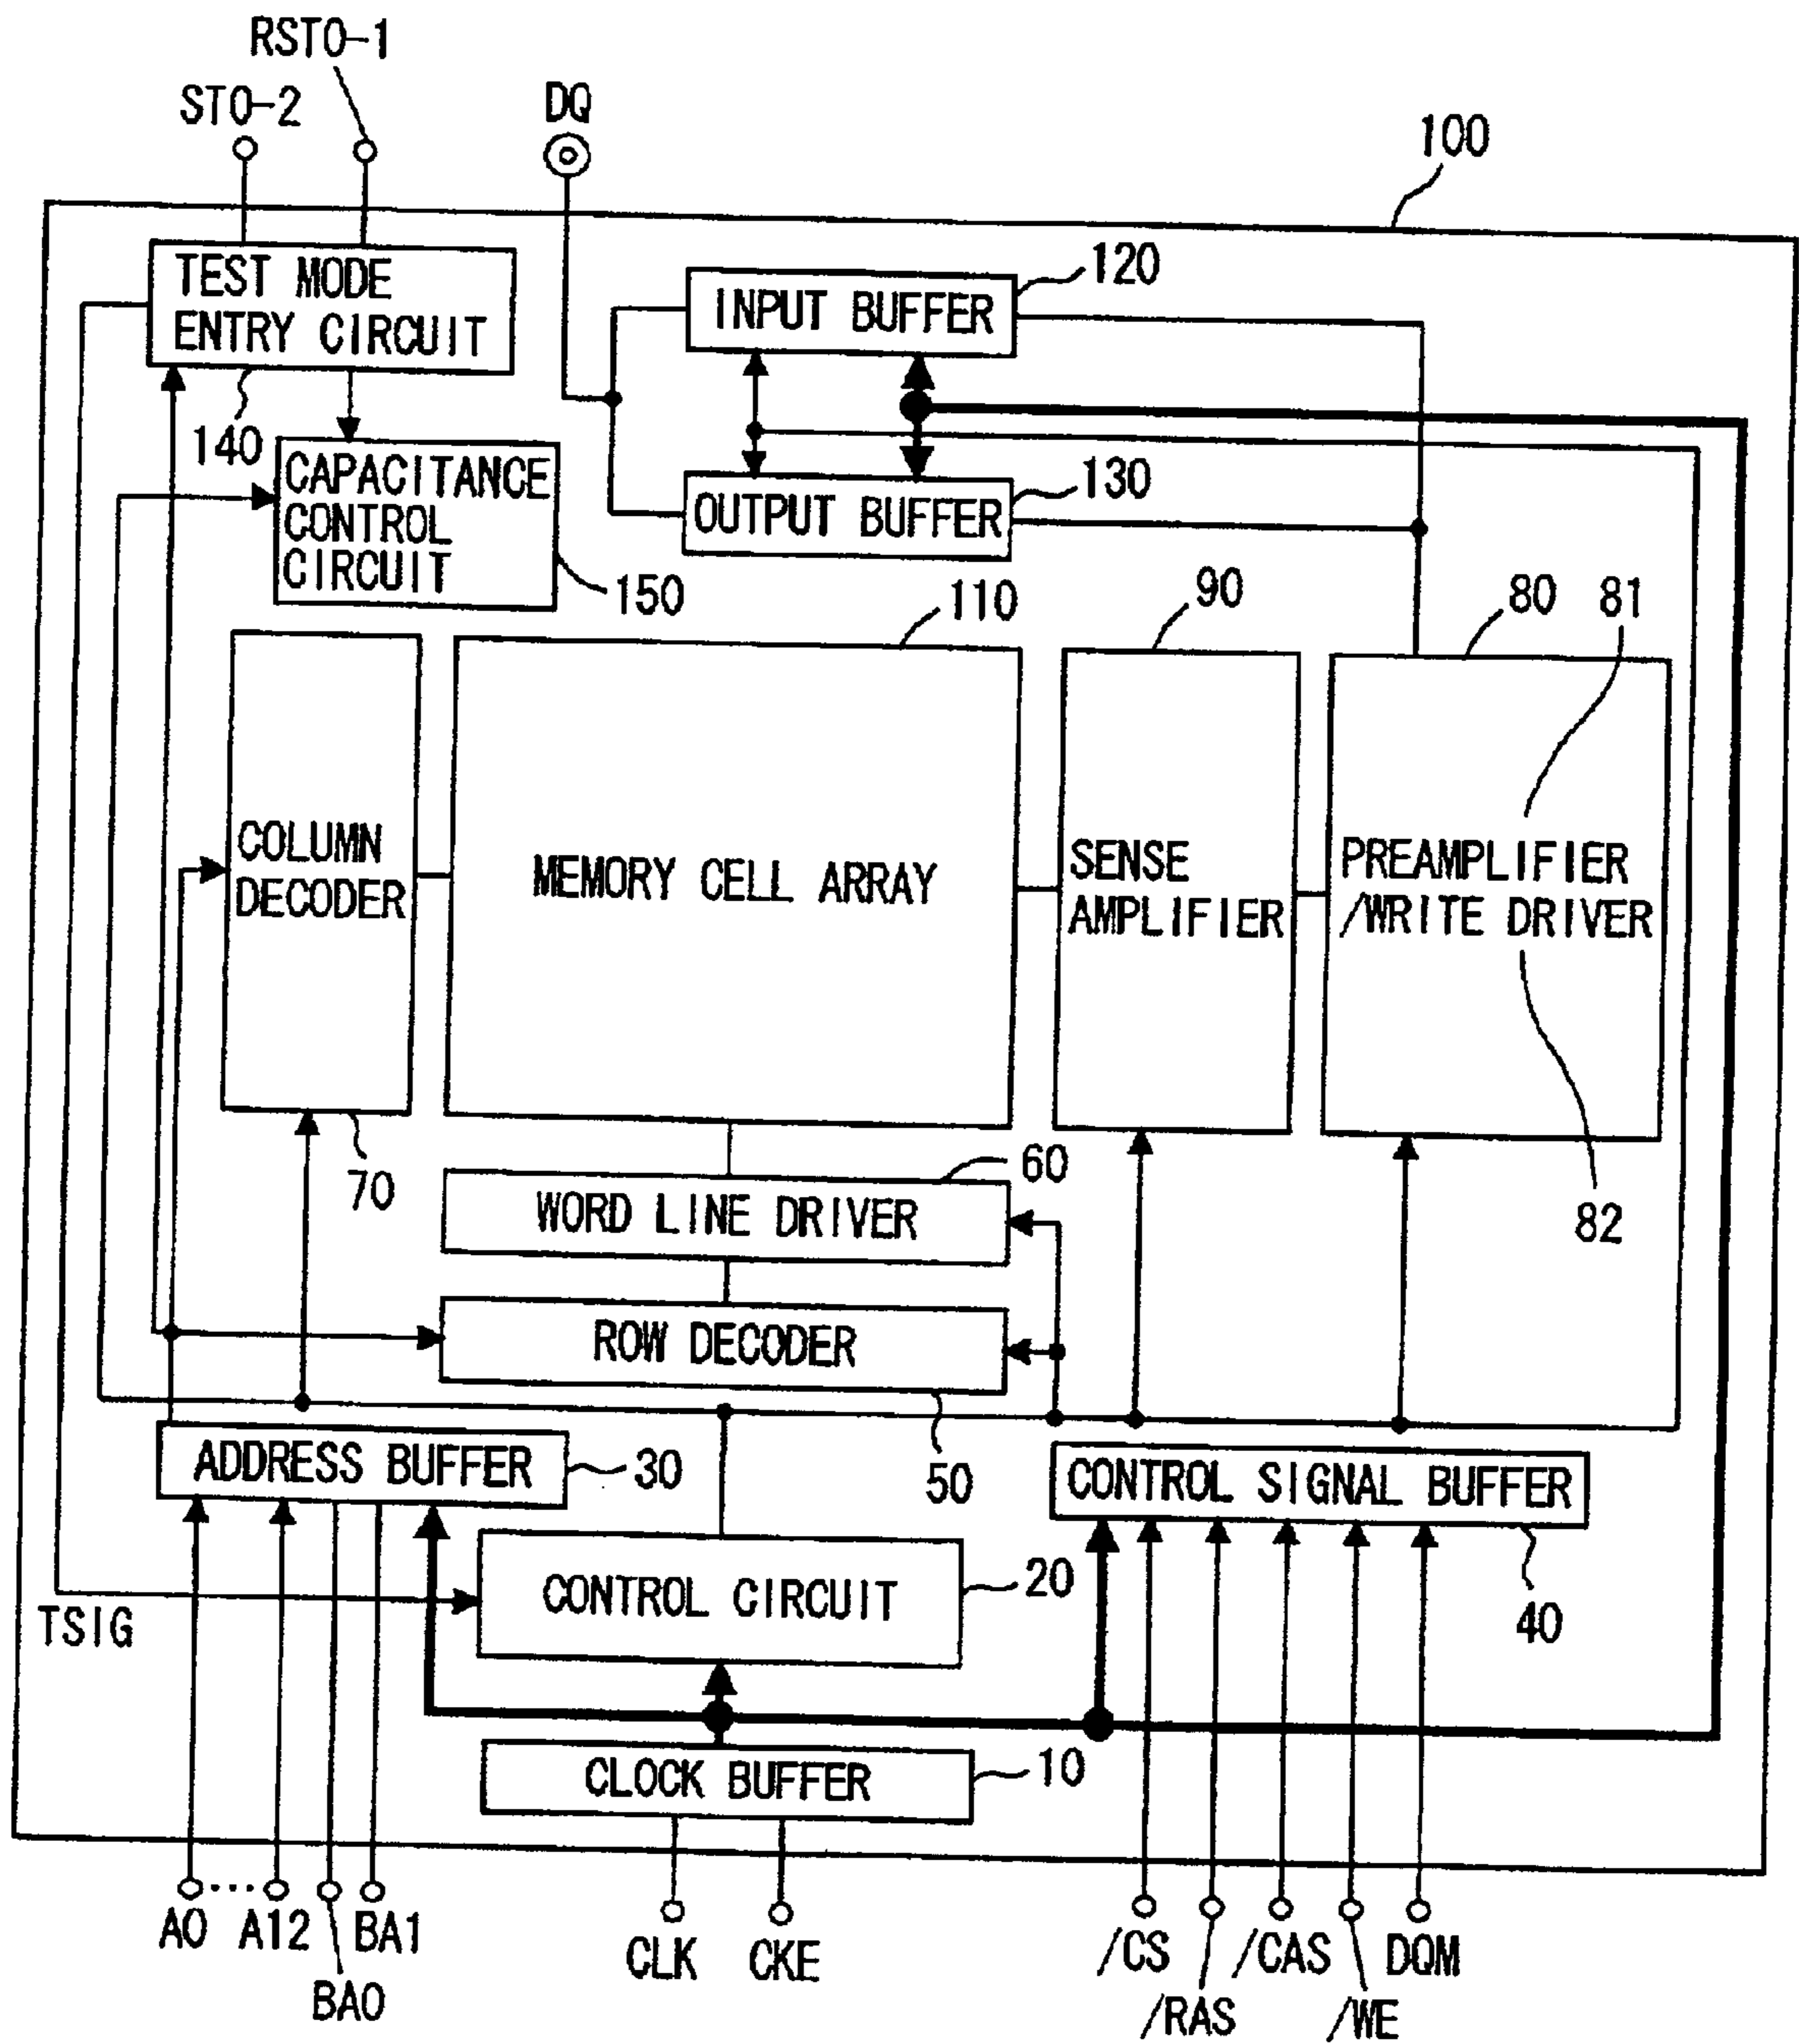 RSTO-1
STO-2
DQ
100
TEST MODE
ENTRY CIRCUIT
120
INPUT BUFFER
140
CAPACITANCE
CONTROL
CIRCUIT
130
OUTPUT BUFFER
150
110
90
80
81
COLUMN
DECODER
MEMORY CELL ARRAY
SENSE
AMPLIFIER
PREAMPLIFIER
/WRITE DRIVER
70
60
WORD LINE DRIVER
82
ROW DECODER
ADDRESS BUFFER
30
50
CONTROL SIGNAL BUFFER
CONTROL CIRCUIT
20
40
TSIG
CLOCK BUFFER
10
A0 A12 BA1
BA0
CLK CKE
/CS /CAS DQM
/RAS /WE